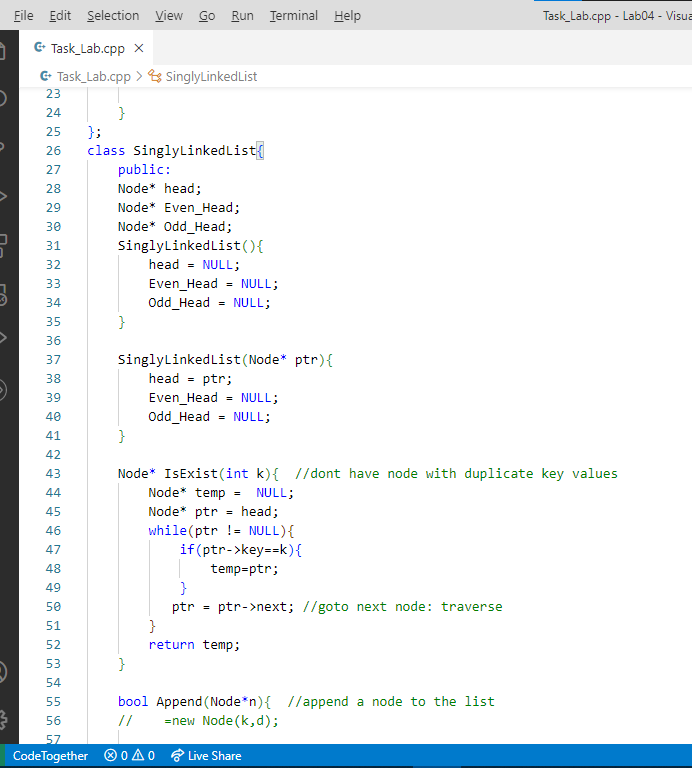 File Edit Selection View Go Run Terminal Help Task_Lab.cpp - Lab04 - Visua
Task_Lab.cpp
Task_Lab.cpp > SinglyLinkedList
23
24 }
25 };
26 class SinglyLinkedList{
27 public:
28 Node* head;
29 Node* Even_Head;
30 Node* Odd_Head;
31 SinglyLinkedList(){
32 head = NULL;
33 Even_Head = NULL;
34 Odd_Head = NULL;
35 }
36
37 SinglyLinkedList(Node* ptr){
38 head = ptr;
39 Even_Head = NULL;
40 Odd_Head = NULL;
41 }
42
43 Node* IsExist(int k){ //dont have node with duplicate key values
44 Node* temp = NULL;
45 Node* ptr = head;
46 while(ptr != NULL){
47 if(ptr->key==k){
48 temp=ptr;
49 }
50 ptr = ptr->next; //goto next node: traverse
51 }
52 return temp;
53 }
54
55 bool Append(Node*n){ //append a node to the list
56 // =new Node(k,d);
57
CodeTogether 0 0 Live Share